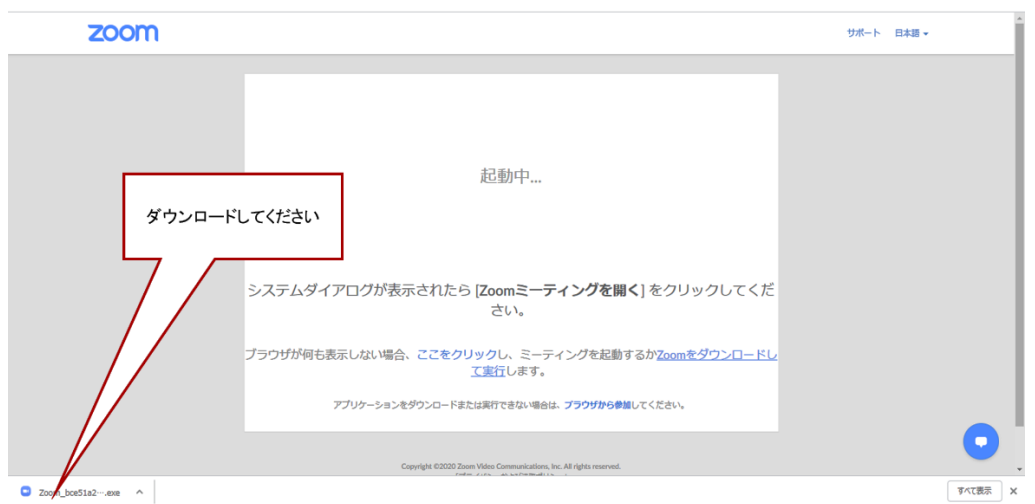 zoom
サポート 日本語
起動中...
ダウンロードしてください
システムダイアログが表示されたら [Zoomミーティングを開く] をクリックしてくだ
さい。
ブラウザが何も表示しない場合、ここをクリックし、ミーティングを起動するかZoomをダウンロードし
て実行します。
アプリケーションをダウンロードまたは実行できない場合は、ブラウザから参加してください。
Copyright ©2020 Zoom Video Communications, Inc. All rights reserved.
Zoom_bce51a2….exe
すべて表示